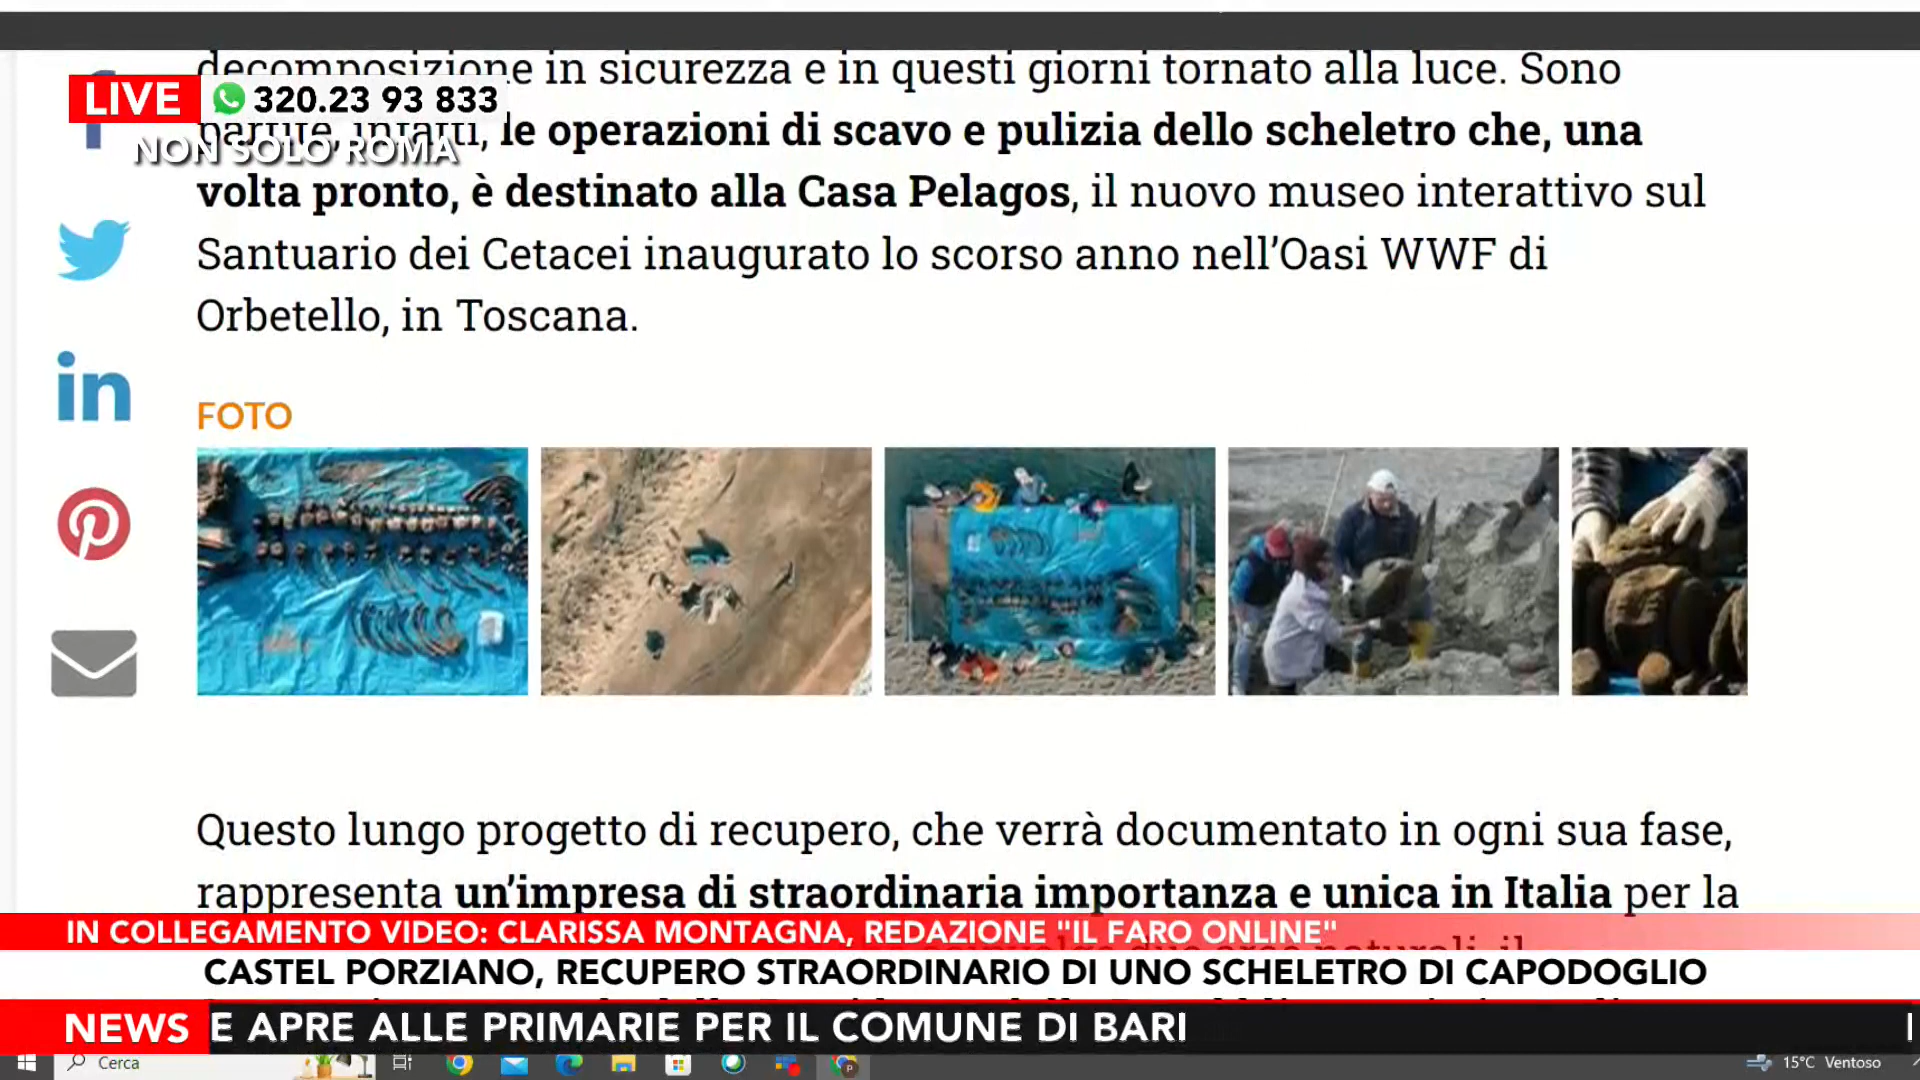 decomposizione in sicurezza e in questi giorni tornato alla luce. Sono
LIVE 320.23 93 833
partite, infatti, le operazioni di scavo e pulizia dello scheletro che, una
NON SOLO ROMA
volta pronto, è destinato alla Casa Pelagos, il nuovo museo interattivo sul
Santuario dei Cetacei inaugurato lo scorso anno nell'Oasi WWF di
Orbetello, in Toscana.
FOTO
Questo lungo progetto di recupero, che verrà documentato in ogni sua fase,
rappresenta un'impresa di straordinaria importanza e unica in Italia per la
IN COLLEGAMENTO VIDEO: CLARISSA MONTAGNA, REDAZIONE "IL FARO ONLINE"
CASTEL PORZIANO, RECUPERO STRAORDINARIO DI UNO SCHELETRO DI CAPODOGLIO
NEWS E APRE ALLE PRIMARIE PER IL COMUNE DI BARI
Cerca
15°C Ventoso